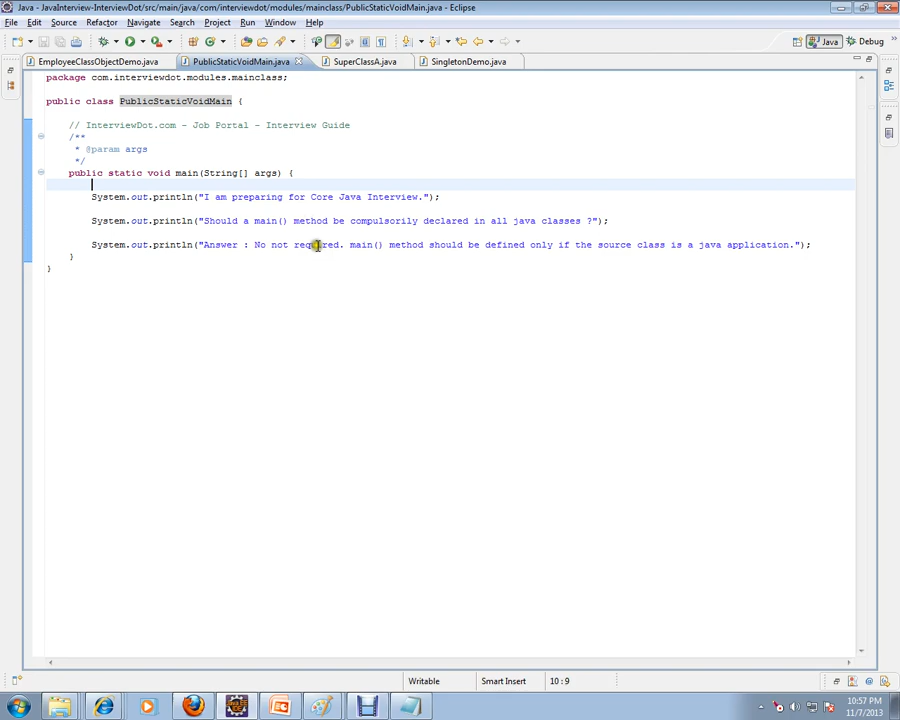 Java - JavaInterview-InterviewDot/src/main/java/com/interviewdot/modules/mainclass/PublicStaticVoidMain.java - Eclipse
File Edit Source Refactor Navigate Search Project Run Window Help
Java Debug
EmployeeClassObjectDemo.java PublicStaticVoidMain.java SuperClassA.java SingletonDemo.java
package com.interviewdot.modules.mainclass;
public class PublicStaticVoidMain {
// InterviewDot.com - Job Portal - Interview Guide
/**
* @param args
*/
public static void main(String[] args) {
System.out.println("I am preparing for Core Java Interview.");
System.out.println("Should a main() method be compulsorily declared in all java classes ?");
System.out.println("Answer : No not required. main() method should be defined only if the source class is a java application.");
}
}
Writable Smart Insert 10 : 9
10:57 PM
11/7/2013